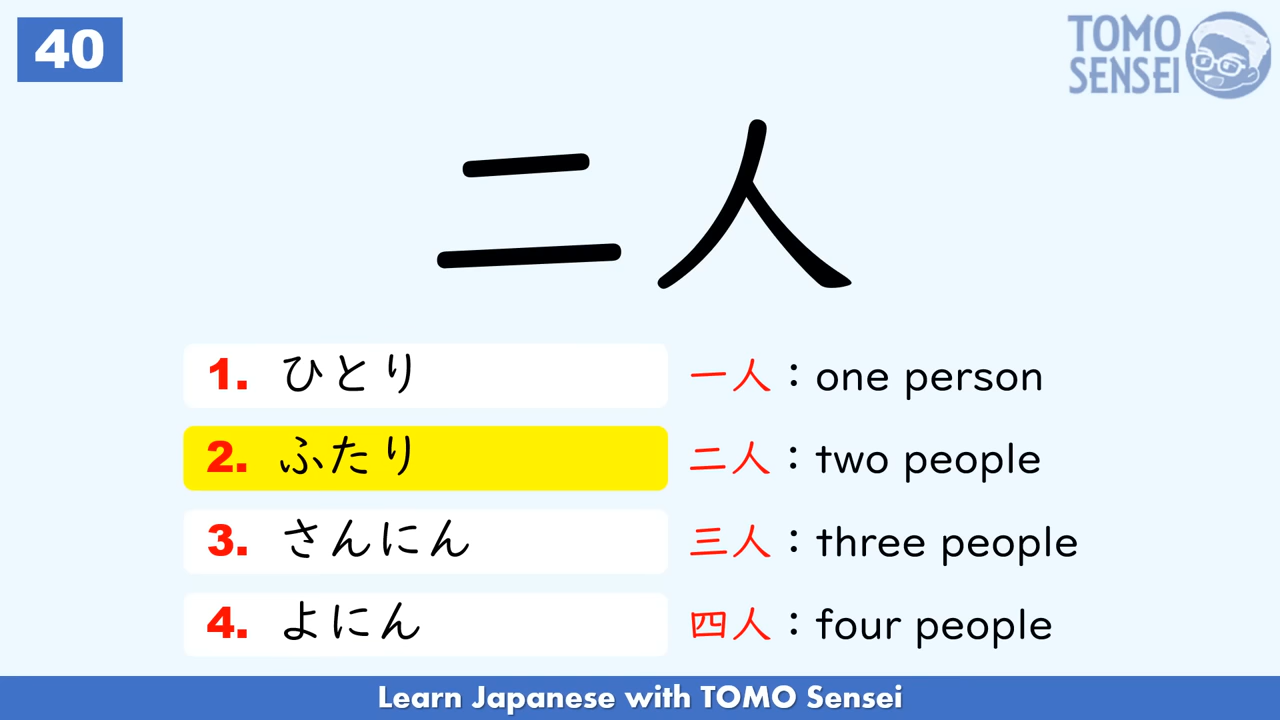 40
TOMO
SENSEI
二人
1. ひとり 一人：one person
2. ふたり 二人：two people
3. さんにん 三人：three people
4. よにん 四人：four people
Learn Japanese with TOMO Sensei